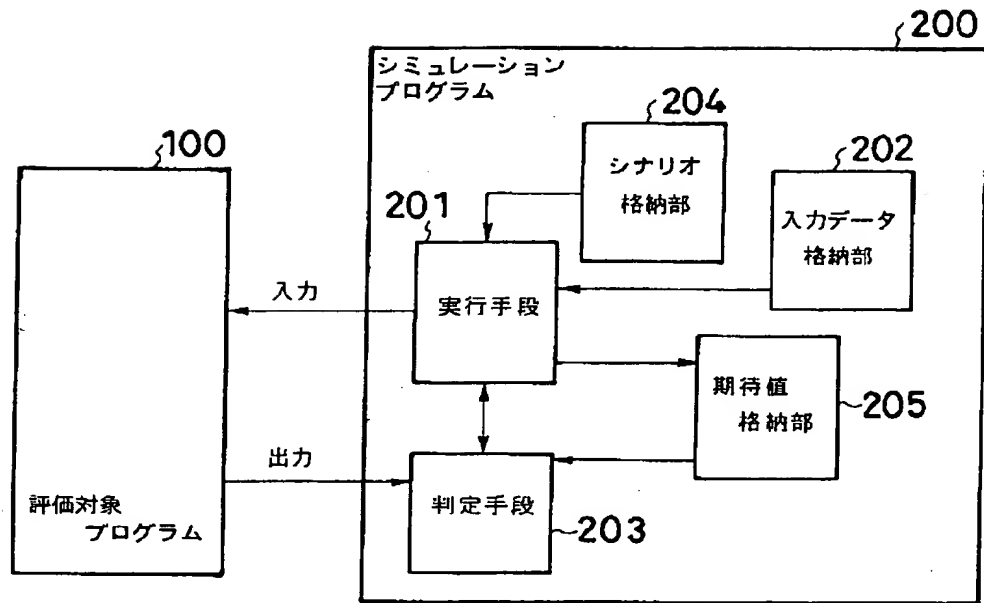 200
シミュレーション
プログラム
204
シナリオ
格納部
202
入力データ
格納部
100
201
実行手段
入力
期待値
格納部
205
出力
判定手段
203
評価対象
プログラム